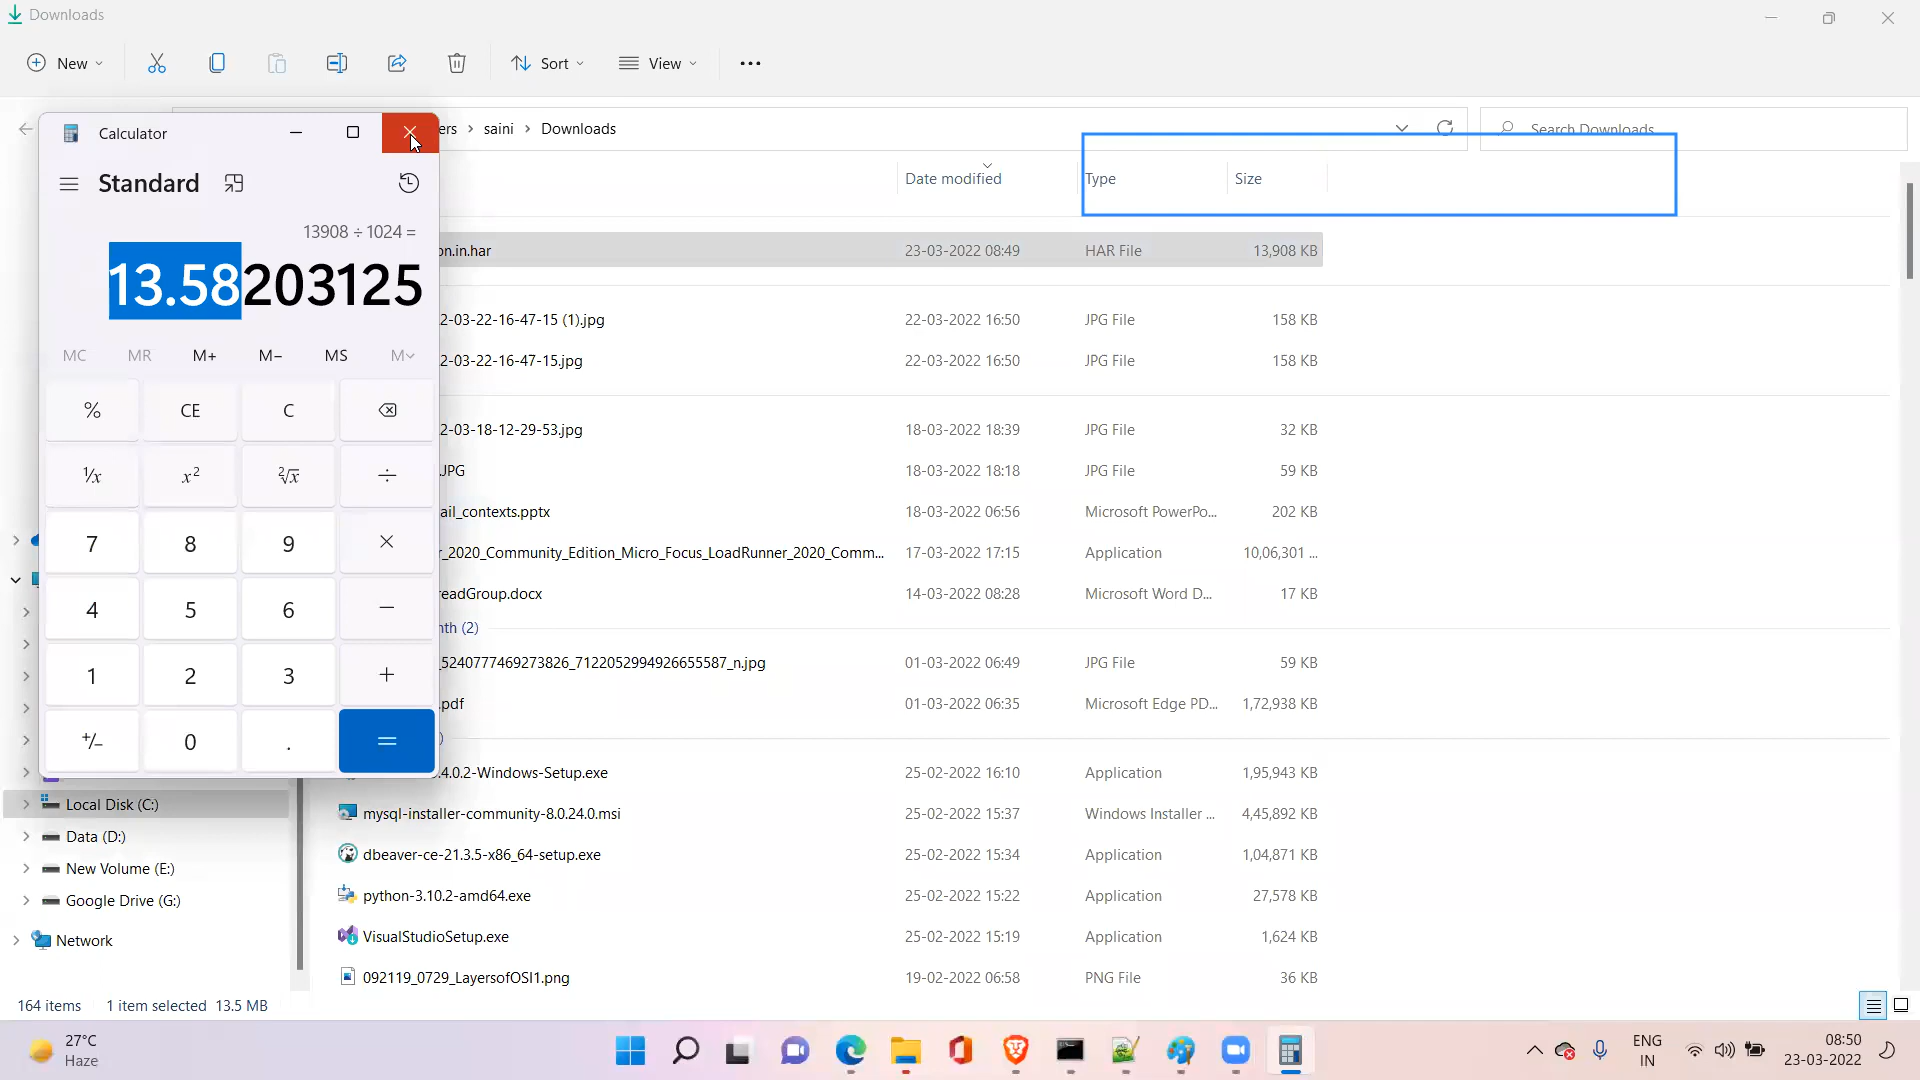 Downloads
New
Sort
View
Calculator
ers > saini > Downloads
Search Downloads
Standard
Date modified
Type
Size
13908 ÷ 1024 =
13.58203125
on.in.har 23-03-2022 08:49 HAR File 13,908 KB
2-03-22-16-47-15 (1).jpg 22-03-2022 16:50 JPG File 158 KB
MC MR M+ M− MS M
2-03-22-16-47-15.jpg 22-03-2022 16:50 JPG File 158 KB
% CE C
2-03-18-12-29-53.jpg 18-03-2022 18:39 JPG File 32 KB
.JPG 18-03-2022 18:18 JPG File 59 KB
¹/x x² ²√x ÷
ail_contexts.pptx 18-03-2022 06:56 Microsoft PowerPo... 202 KB
7 8 9 ×
r_2020_Community_Edition_Micro_Focus_LoadRunner_2020_Comm... 17-03-2022 17:15 Application 10,06,301 ...
readGroup.docx 14-03-2022 08:28 Microsoft Word D... 17 KB
4 5 6 −
nth (2)
_5240777469273826_7122052994926655587_n.jpg 01-03-2022 06:49 JPG File 59 KB
1 2 3 +
.pdf 01-03-2022 06:35 Microsoft Edge PD... 1,72,938 KB
+/− 0 . =
)
.4.0.2-Windows-Setup.exe 25-02-2022 16:10 Application 1,95,943 KB
Local Disk (C:)
mysql-installer-community-8.0.24.0.msi 25-02-2022 15:37 Windows Installer ... 4,45,892 KB
Data (D:)
dbeaver-ce-21.3.5-x86_64-setup.exe 25-02-2022 15:34 Application 1,04,871 KB
New Volume (E:)
python-3.10.2-amd64.exe 25-02-2022 15:22 Application 27,578 KB
Google Drive (G:)
VisualStudioSetup.exe 25-02-2022 15:19 Application 1,624 KB
Network
092119_0729_LayersofOSI1.png 19-02-2022 06:58 PNG File 36 KB
164 items 1 item selected 13.5 MB
27°C
Haze
ENG
IN
08:50
23-03-2022